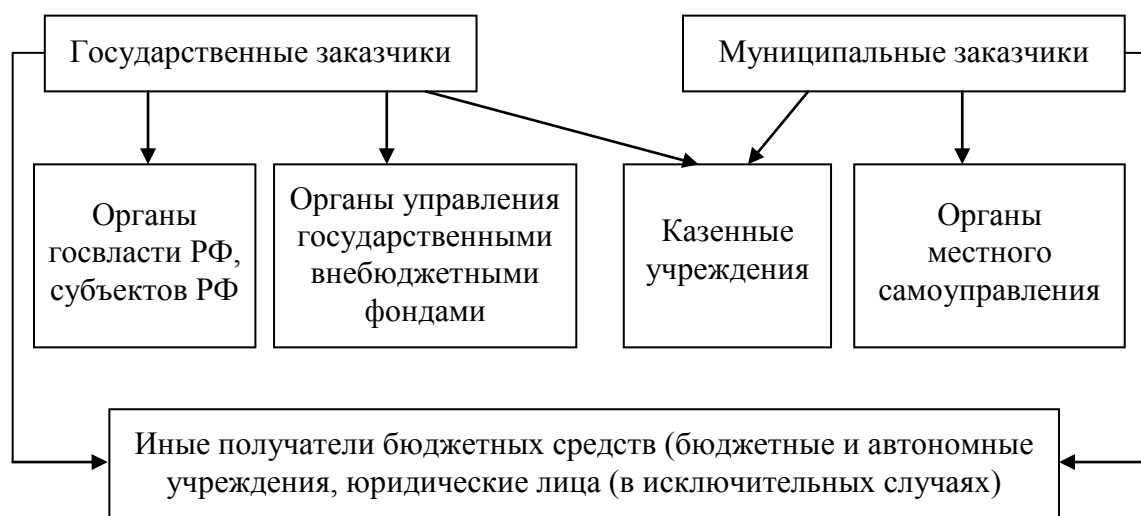 Государственные заказчики
Муниципальные заказчики
Органы
госвласти РФ,
субъектов РФ
Органы управления
государственными
внебюджетными
фондами
Казенные
учреждения
Органы
местного
самоуправления
Иные получатели бюджетных средств (бюджетные и автономные
учреждения, юридические лица (в исключительных случаях)